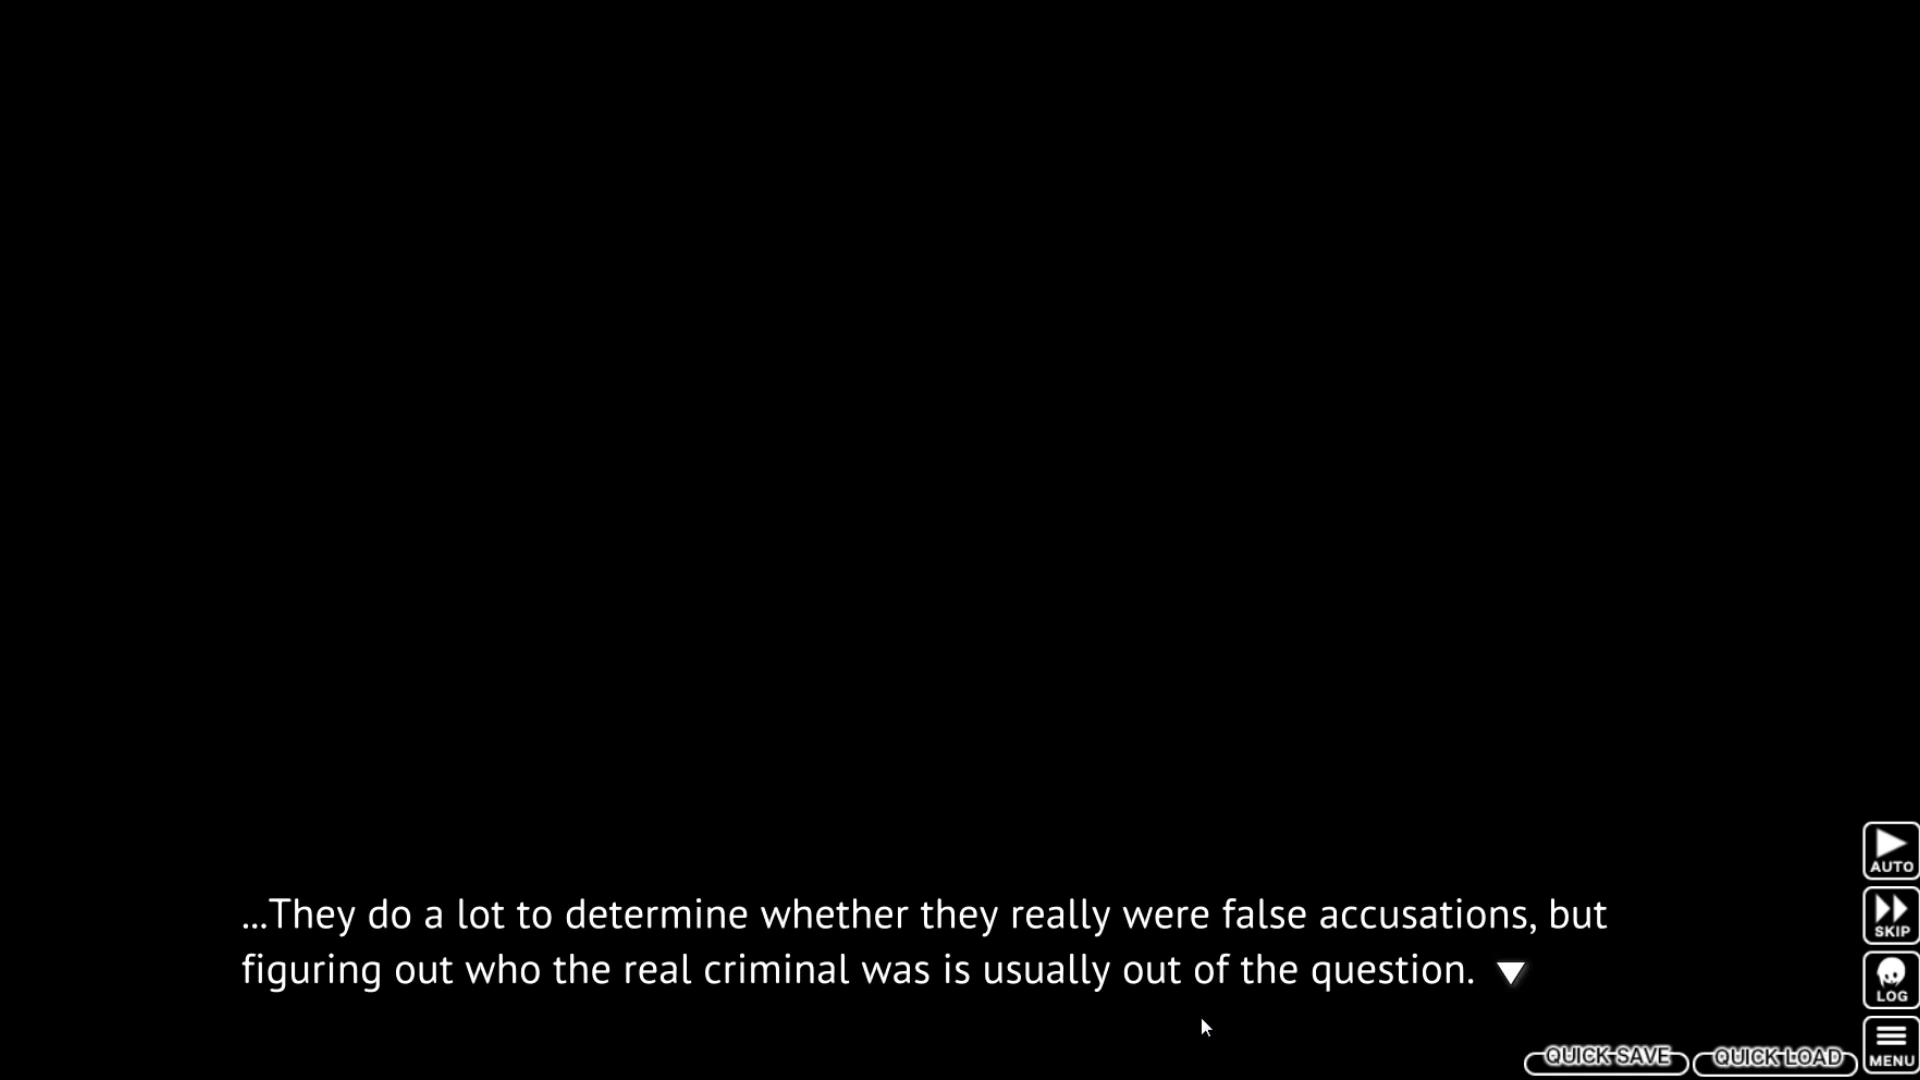 ...They do a lot to determine whether they really were false accusations, but
figuring out who the real criminal was is usually out of the question.
AUTO
SKIP
LOG
MENU
QUICK SAVE
QUICK LOAD